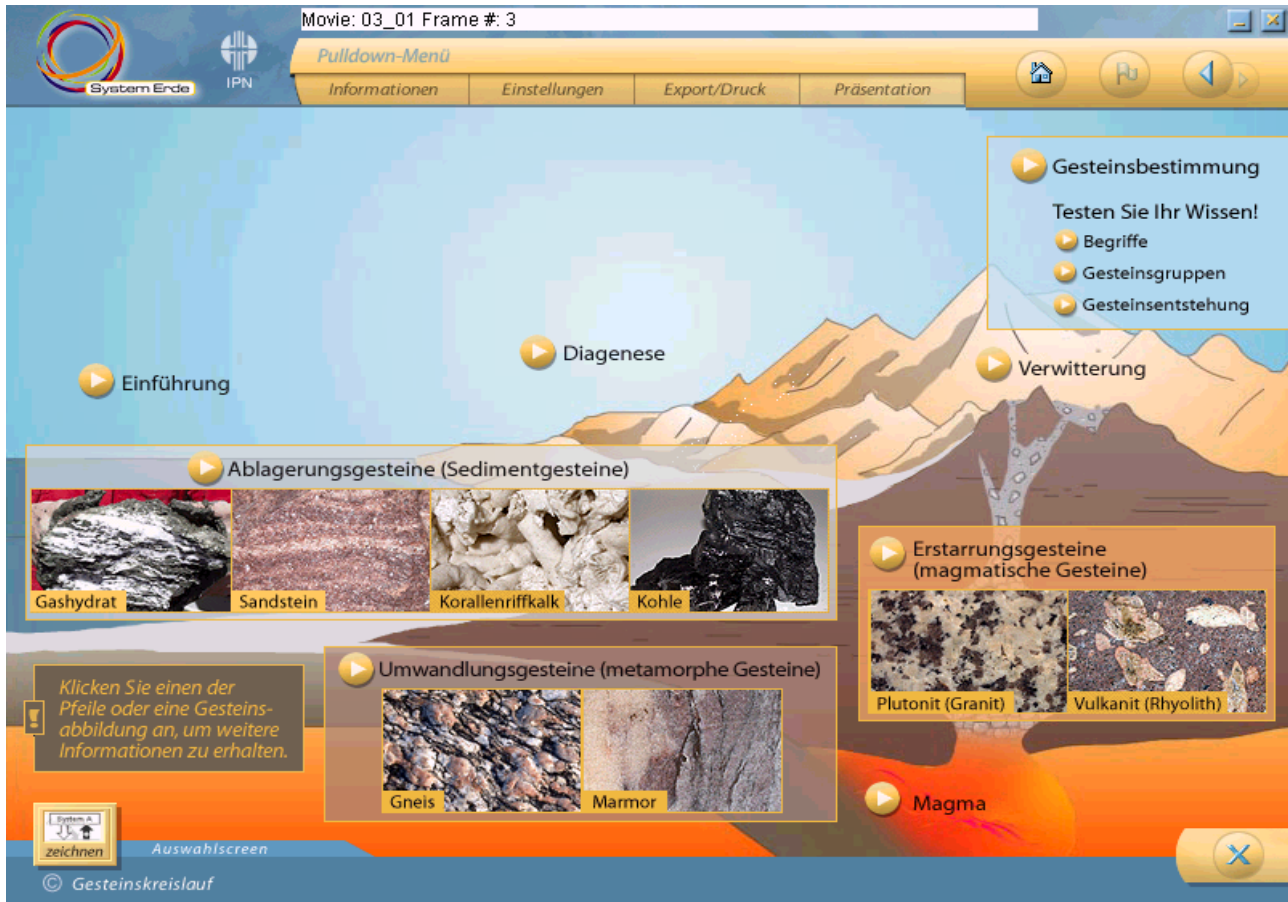 Movie: 03_01 Frame #: 3
System Erde
IPN
Pulldown-Menü
Informationen
Einstellungen
Export/Druck
Präsentation
Gesteinsbestimmung
Testen Sie Ihr Wissen!
Begriffe
Gesteinsgruppen
Gesteinsentstehung
Einführung
Diagenese
Verwitterung
Ablagerungsgesteine (Sedimentgesteine)
Gashydrat
Sandstein
Korallenriffkalk
Kohle
Erstarrungsgesteine
(magmatische Gesteine)
Plutonit (Granit)
Vulkanit (Rhyolith)
Umwandlungsgesteine (metamorphe Gesteine)
Gneis
Marmor
Klicken Sie einen der
Pfeile oder eine Gesteins-
abbildung an, um weitere
Informationen zu erhalten.
Magma
System A
zeichnen
Auswahlscreen
© Gesteinskreislauf